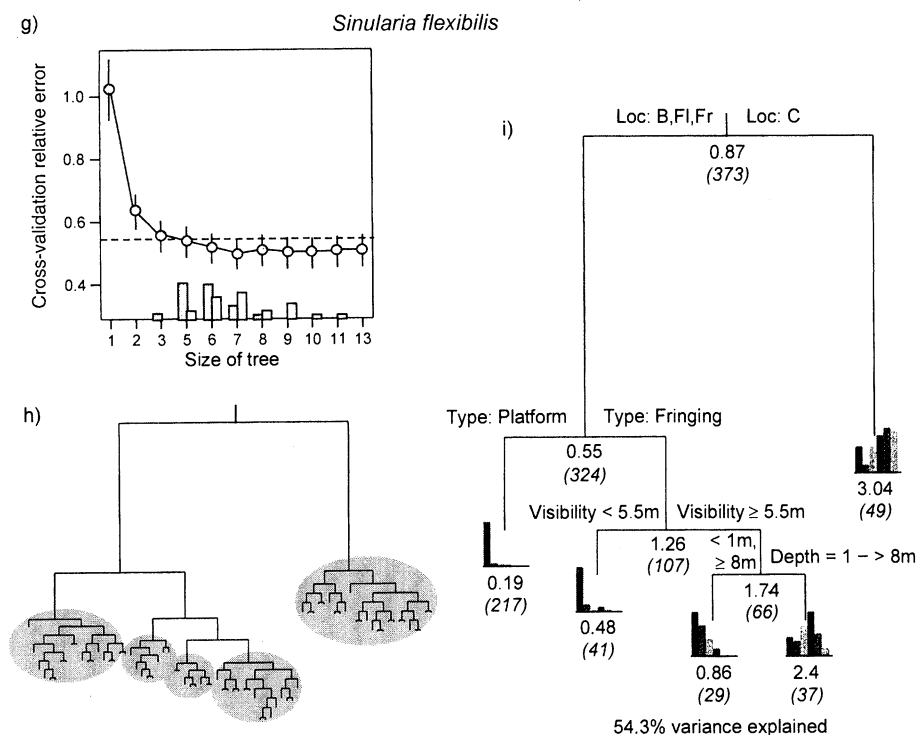 g)
Sinularia flexibilis
Cross-validation relative error
1.0
0.8
0.6
0.4
1 2 3 5 6 7 8 9 10 11 13
Size of tree
h)
i)
Loc: B,Fl,Fr Loc: C
0.87
(373)
Type: Platform Type: Fringing
0.55
(324)
3.04
(49)
Visibility < 5.5m Visibility ≥ 5.5m
1.26
(107)
< 1m,
≥ 8m
Depth = 1 – > 8m
0.19
(217)
1.74
(66)
0.48
(41)
0.86
(29)
2.4
(37)
54.3% variance explained